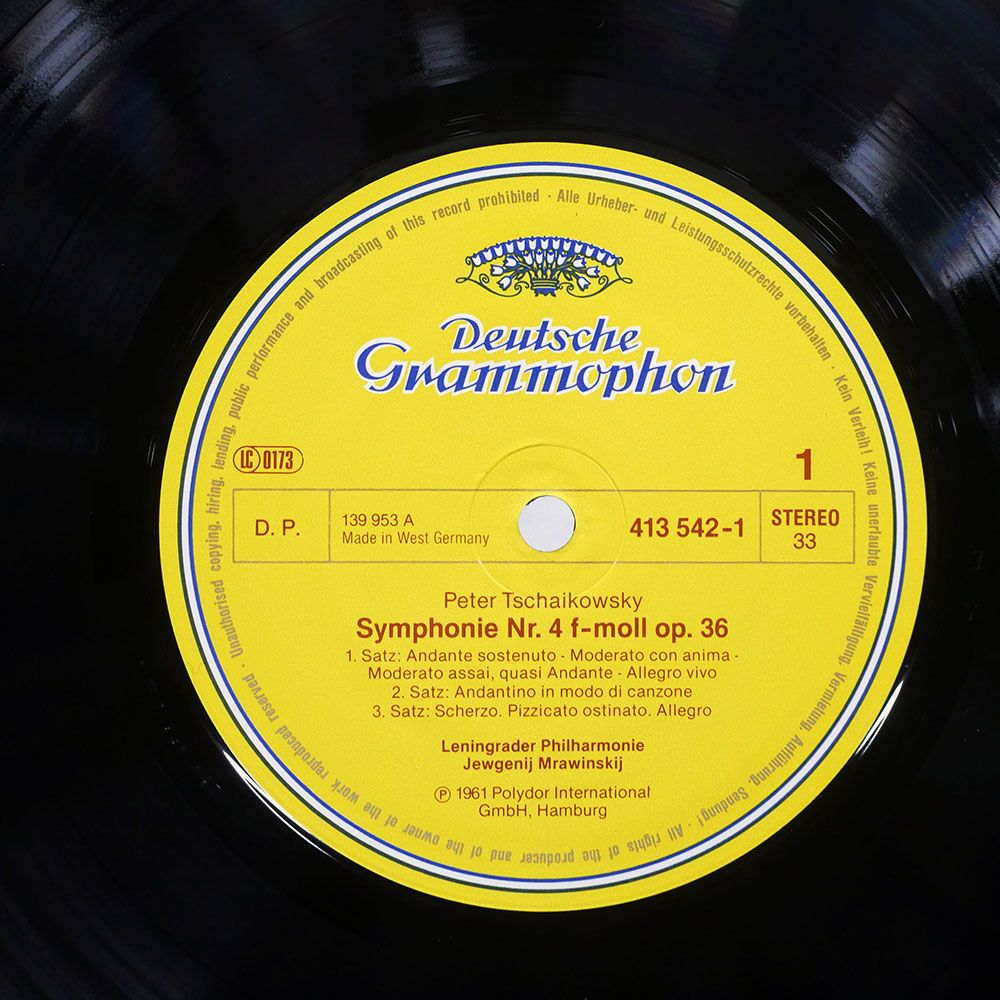 Deutsche
Grammophon
LC 0173
1
D. P.
139 953 A
Made in West Germany
413 542-1
STEREO
33
Peter Tschaikowsky
Symphonie Nr. 4 f-moll op. 36
1. Satz: Andante sostenuto - Moderato con anima -
Moderato assai, quasi Andante - Allegro vivo
2. Satz: Andantino in modo di canzone
3. Satz: Scherzo. Pizzicato ostinato. Allegro
Leningrader Philharmonie
Jewgenij Mrawinskij
℗ 1961 Polydor International
GmbH, Hamburg
Alle Urheber- und Leistungsschutzrechte vorbehalten · Kein Verleih! Keine unerlaubte Vervielfältigung, Vermietung, Aufführung, Sendung! · All rights of the producer and of the owner of the work reproduced reserved · Unauthorised copying, hiring, lending, public performance and broadcasting of this record prohibited ·